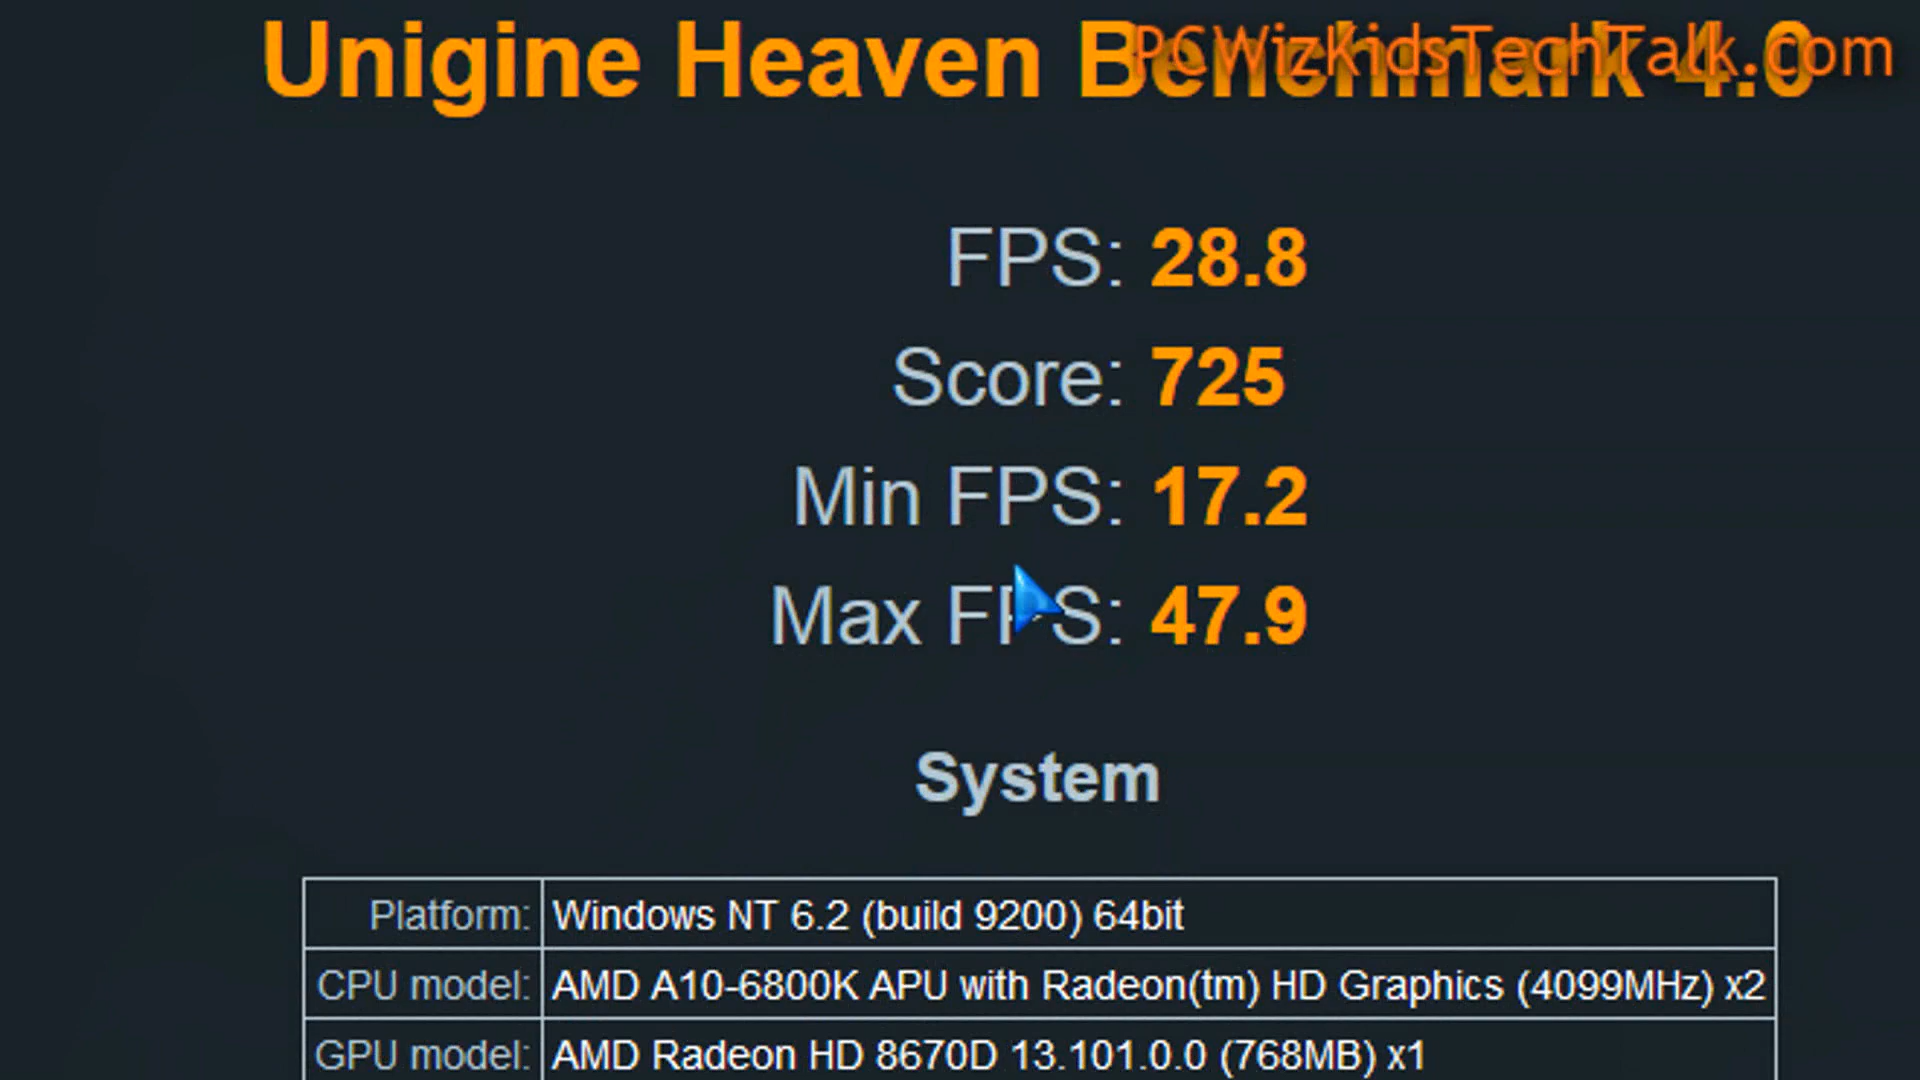 Unigine Heaven Benchmark 4.0
PCWizKidsTechTalk.com
FPS: 28.8
Score: 725
Min FPS: 17.2
Max FPS: 47.9
System
Platform: Windows NT 6.2 (build 9200) 64bit
CPU model: AMD A10-6800K APU with Radeon(tm) HD Graphics (4099MHz) x2
GPU model: AMD Radeon HD 8670D 13.101.0.0 (768MB) x1